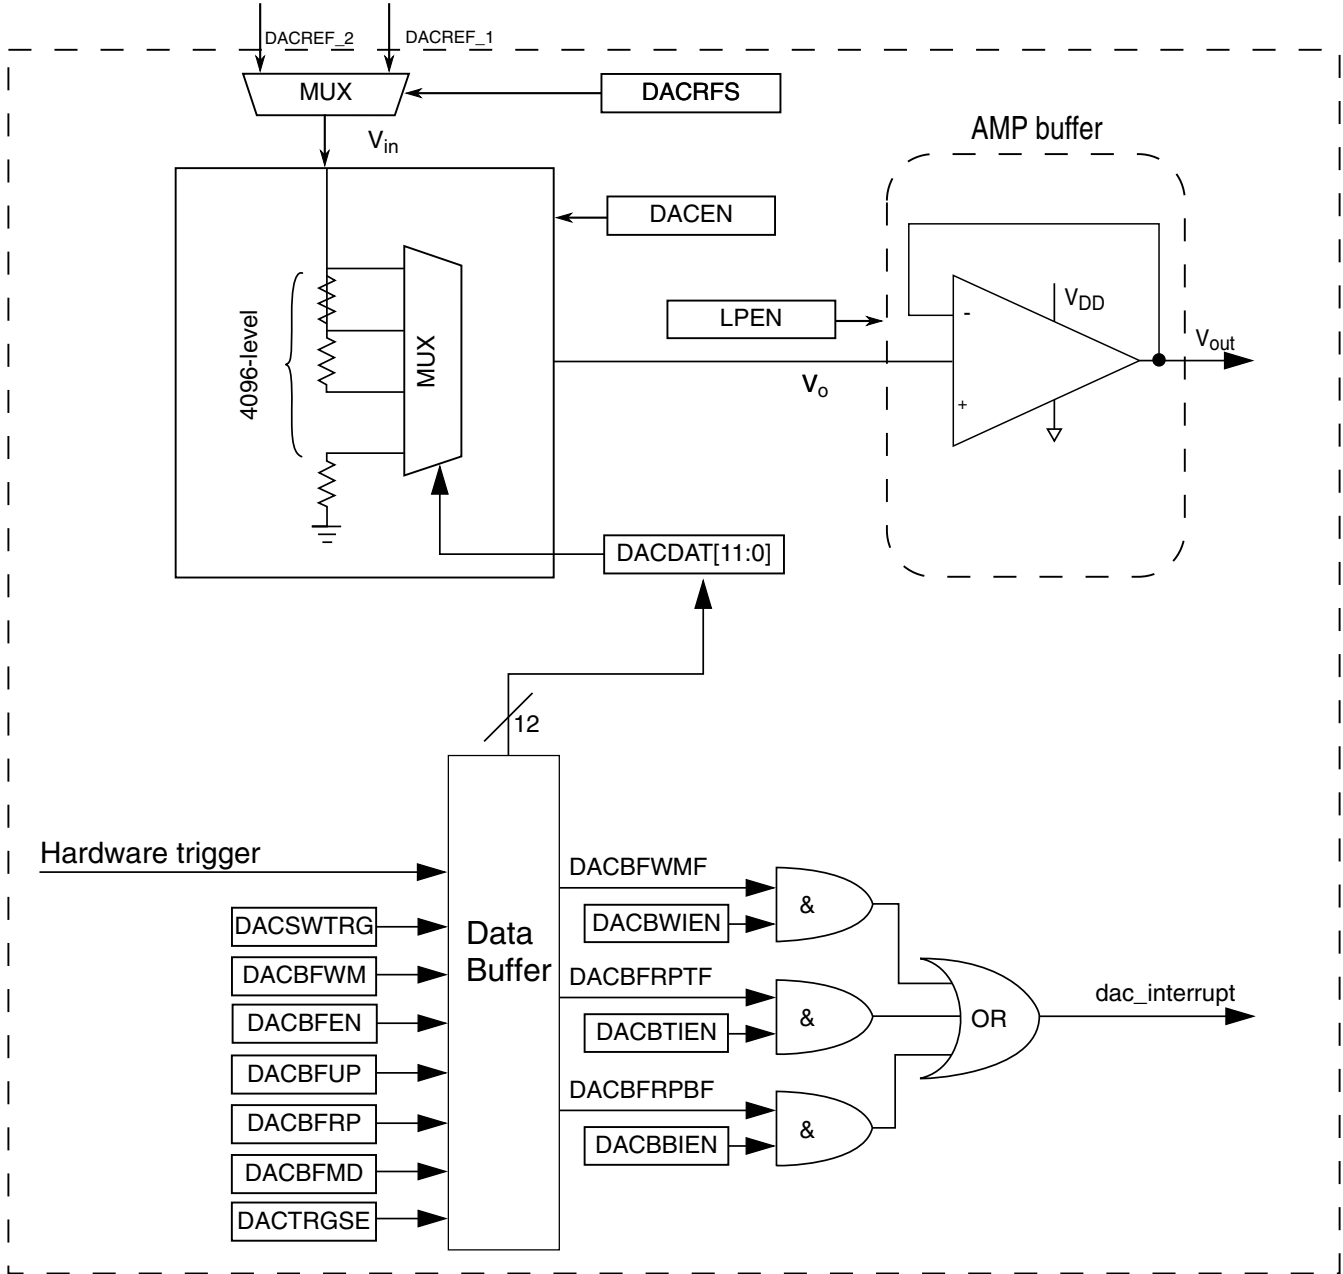 DACREF_2
DACREF_1
MUX
DACRFS
Vin
AMP buffer
DACEN
LPEN
VDD
-
+
Vout
4096-level
MUX
Vo
DACDAT[11:0]
12
Hardware trigger
DACSWTRG
DACBFWM
DACBFEN
DACBFUP
DACBFRP
DACBFMD
DACTRGSE
Data
Buffer
DACBFWMF
DACBWIEN
&
DACBFRPTF
DACBTIEN
&
DACBFRPBF
DACBBIEN
&
OR
dac_interrupt